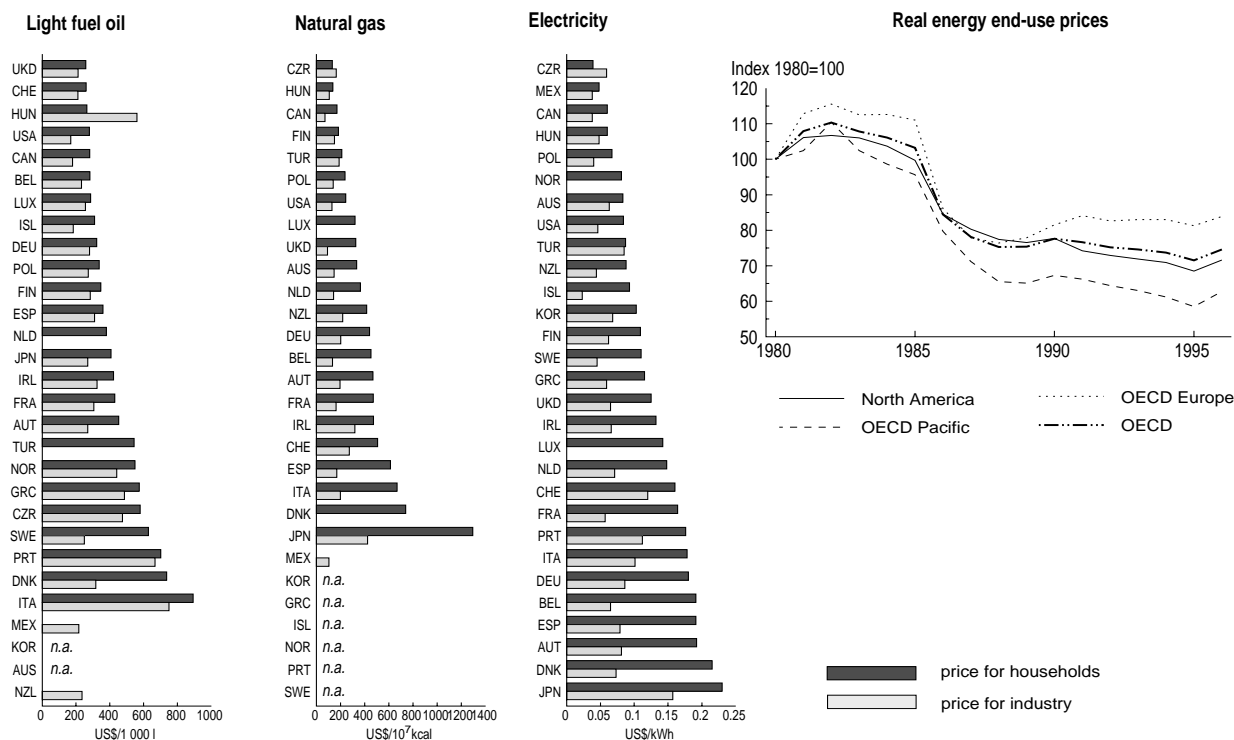 Light fuel oil
UKD
CHE
HUN
USA
CAN
BEL
LUX
ISL
DEU
POL
FIN
ESP
NLD
JPN
IRL
FRA
AUT
TUR
NOR
GRC
CZR
SWE
PRT
DNK
ITA
MEX
KOR n.a.
AUS n.a.
NZL
0 200 400 600 800 1000
US$/1 000 l
Natural gas
CZR
HUN
CAN
FIN
TUR
POL
USA
LUX
UKD
AUS
NLD
NZL
DEU
BEL
AUT
FRA
IRL
CHE
ESP
ITA
DNK
JPN
MEX
KOR n.a.
GRC n.a.
ISL n.a.
NOR n.a.
PRT n.a.
SWE n.a.
0 200 400 600 800 1000 1200 1400
US$/10⁷kcal
Electricity
CZR
MEX
CAN
HUN
POL
NOR
AUS
USA
TUR
NZL
ISL
KOR
FIN
SWE
GRC
UKD
IRL
LUX
NLD
CHE
FRA
PRT
ITA
DEU
BEL
ESP
AUT
DNK
JPN
0 0.05 0.1 0.15 0.2 0.25
US$/kWh
Real energy end-use prices
Index 1980=100
120
110
100
90
80
70
60
50
1980 1985 1990 1995
North America
OECD Europe
OECD Pacific
OECD
price for households
price for industry